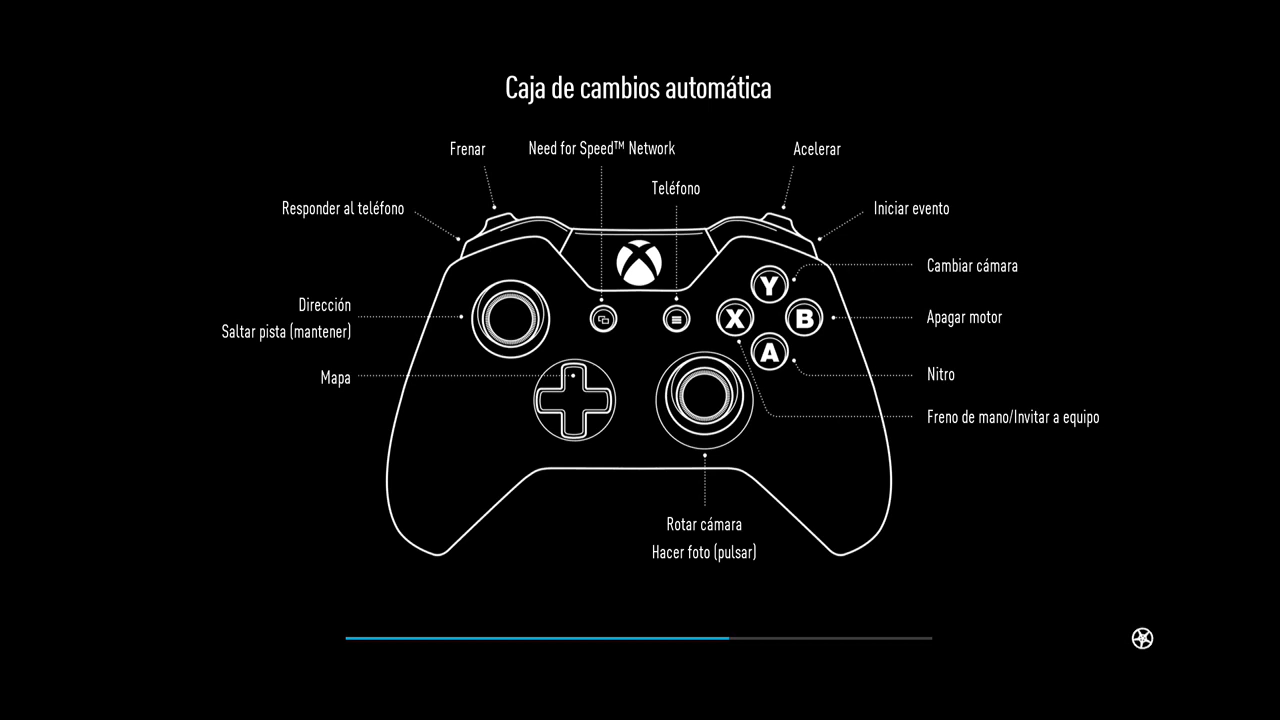 Caja de cambios automática
Frenar
Need for Speed™ Network
Acelerar
Teléfono
Responder al teléfono
Iniciar evento
Cambiar cámara
Y
Dirección
X
B
Apagar motor
Saltar pista (mantener)
A
Mapa
Nitro
Freno de mano/Invitar a equipo
Rotar cámara
Hacer foto (pulsar)